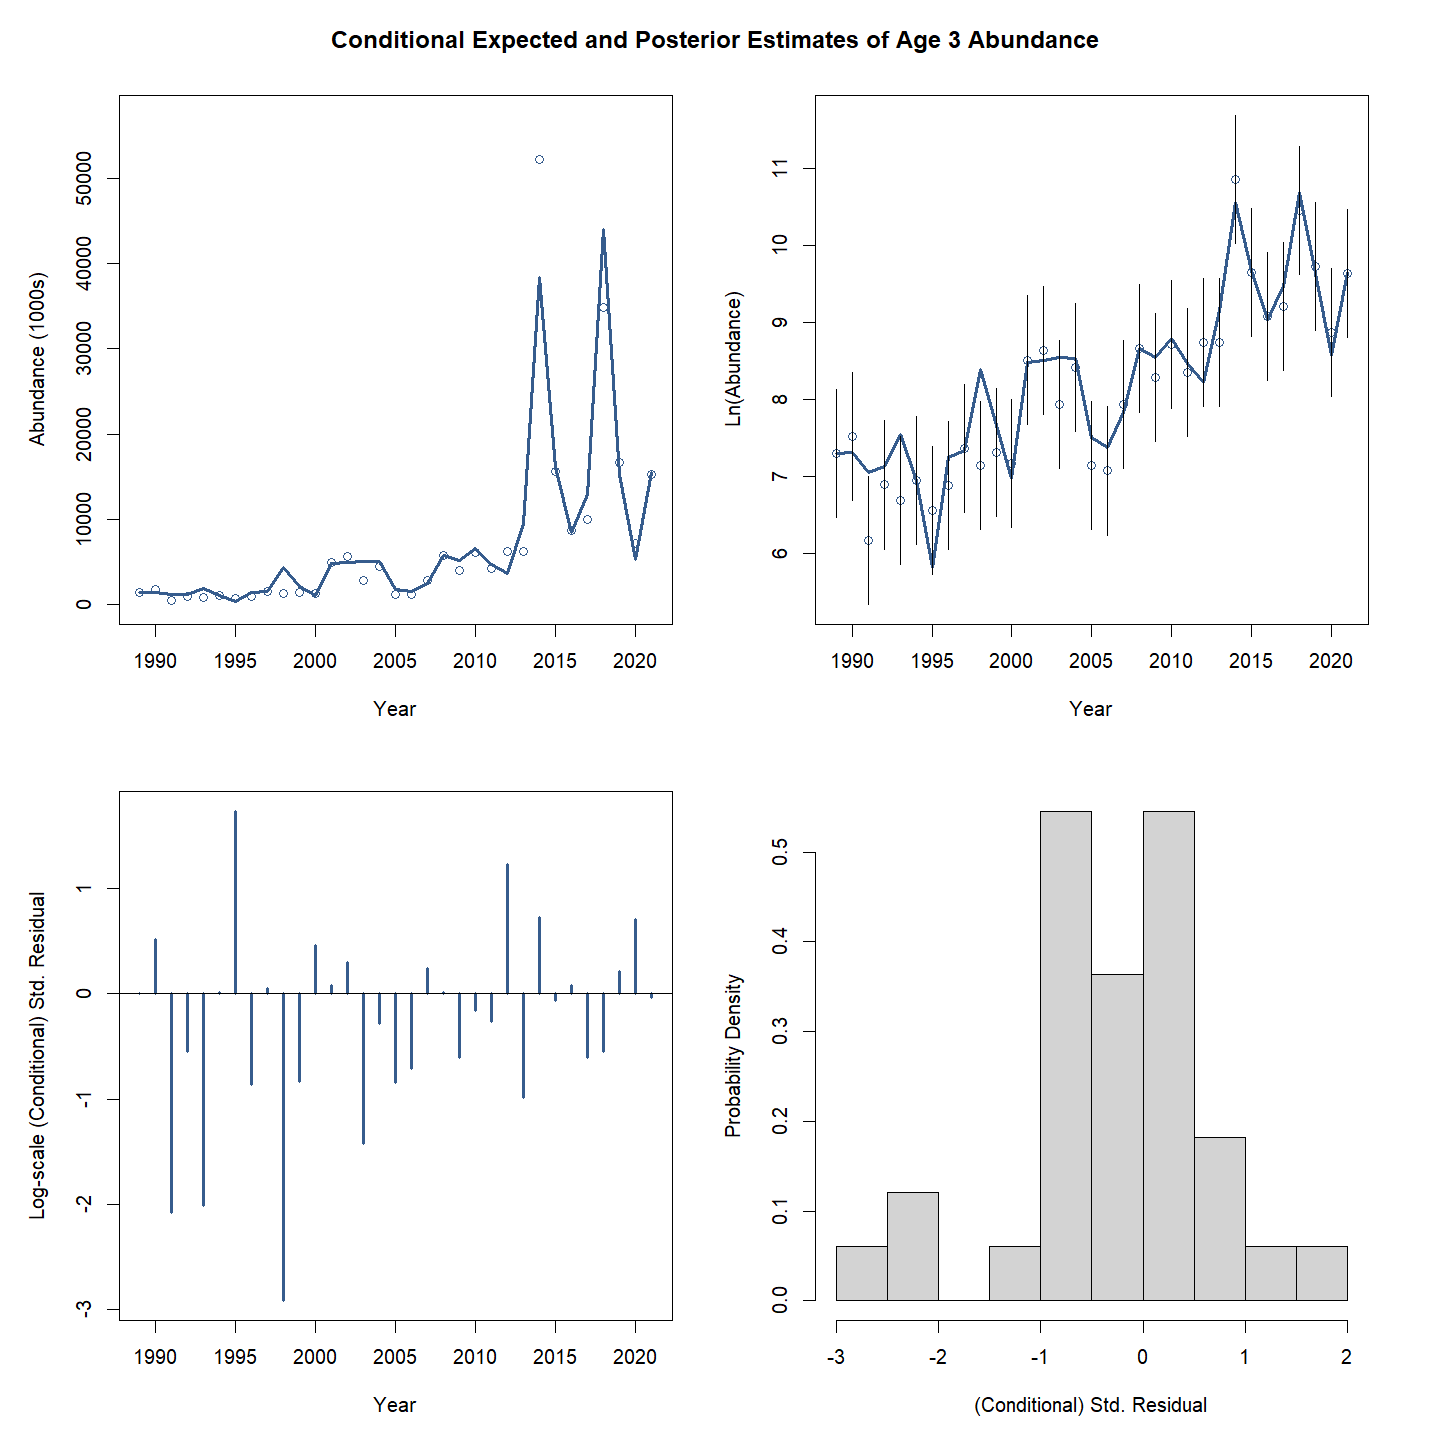 Conditional Expected and Posterior Estimates of Age 3 Abundance
Abundance (1000s)
0 10000 20000 30000 40000 50000
1990 1995 2000 2005 2010 2015 2020
Year
Ln(Abundance)
6 7 8 9 10 11
1990 1995 2000 2005 2010 2015 2020
Year
Log-scale (Conditional) Std. Residual
-3 -2 -1 0 1
1990 1995 2000 2005 2010 2015 2020
Year
Probability Density
0.0 0.1 0.2 0.3 0.4 0.5
-3 -2 -1 0 1 2
(Conditional) Std. Residual